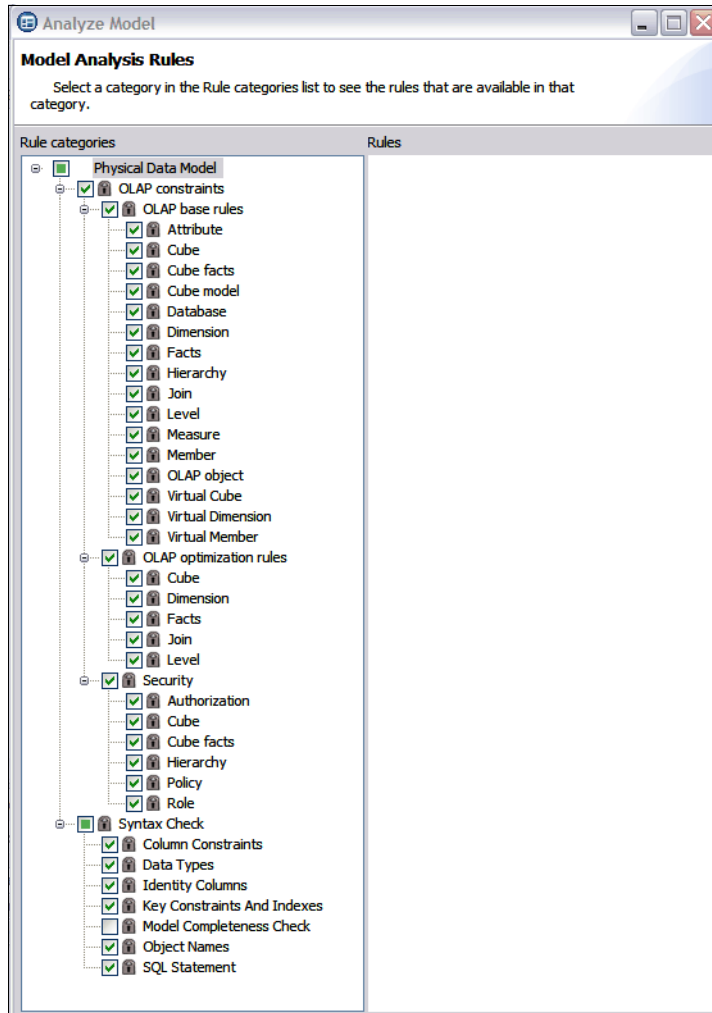 Analyze Model
Model Analysis Rules
Select a category in the Rule categories list to see the rules that are available in that
category.
Rule categories
Rules
Physical Data Model
OLAP constraints
OLAP base rules
Attribute
Cube
Cube facts
Cube model
Database
Dimension
Facts
Hierarchy
Join
Level
Measure
Member
OLAP object
Virtual Cube
Virtual Dimension
Virtual Member
OLAP optimization rules
Cube
Dimension
Facts
Join
Level
Security
Authorization
Cube
Cube facts
Hierarchy
Policy
Role
Syntax Check
Column Constraints
Data Types
Identity Columns
Key Constraints And Indexes
Model Completeness Check
Object Names
SQL Statement